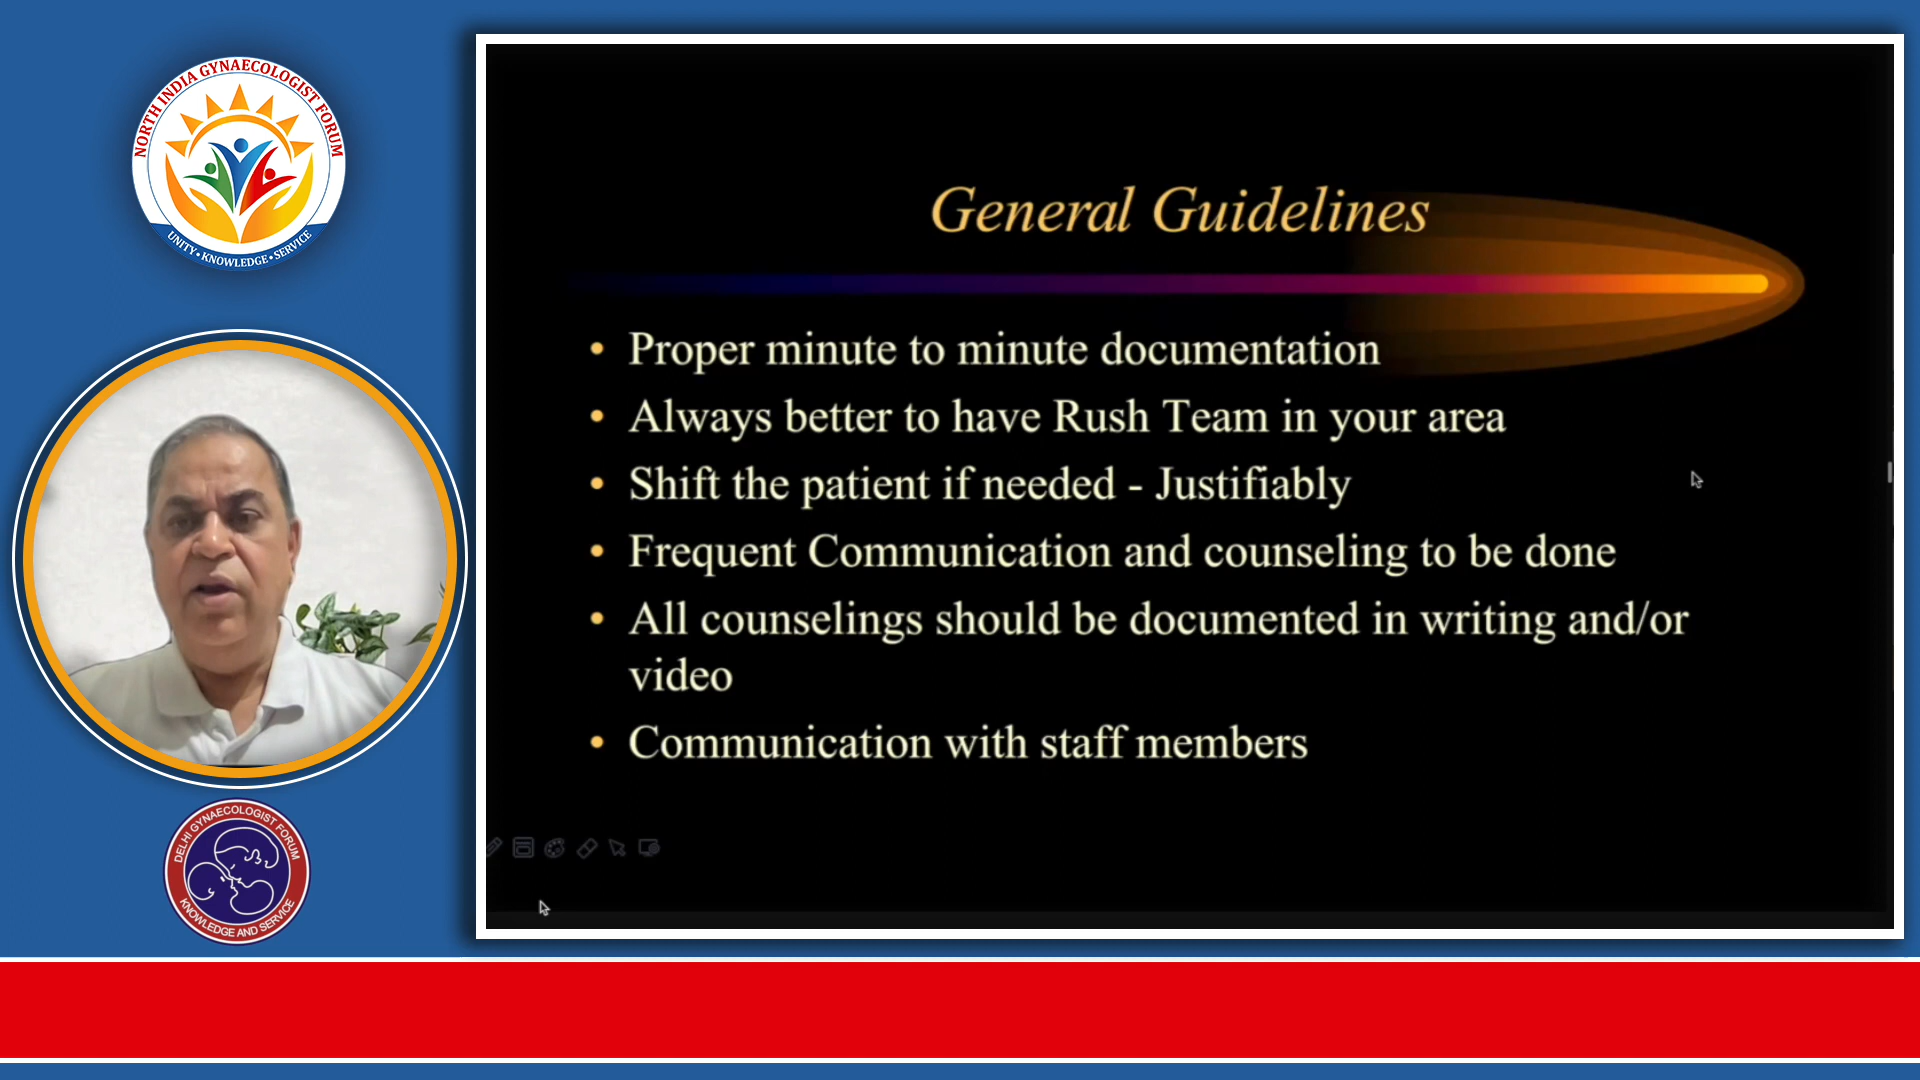 NORTH INDIA GYNAECOLOGIST FORUM
UNITY • KNOWLEDGE • SERVICE
General Guidelines
• Proper minute to minute documentation
• Always better to have Rush Team in your area
• Shift the patient if needed - Justifiably
• Frequent Communication and counseling to be done
• All counselings should be documented in writing and/or
video
• Communication with staff members
DELHI GYNAECOLOGIST FORUM
KNOWLEDGE AND SERVICE